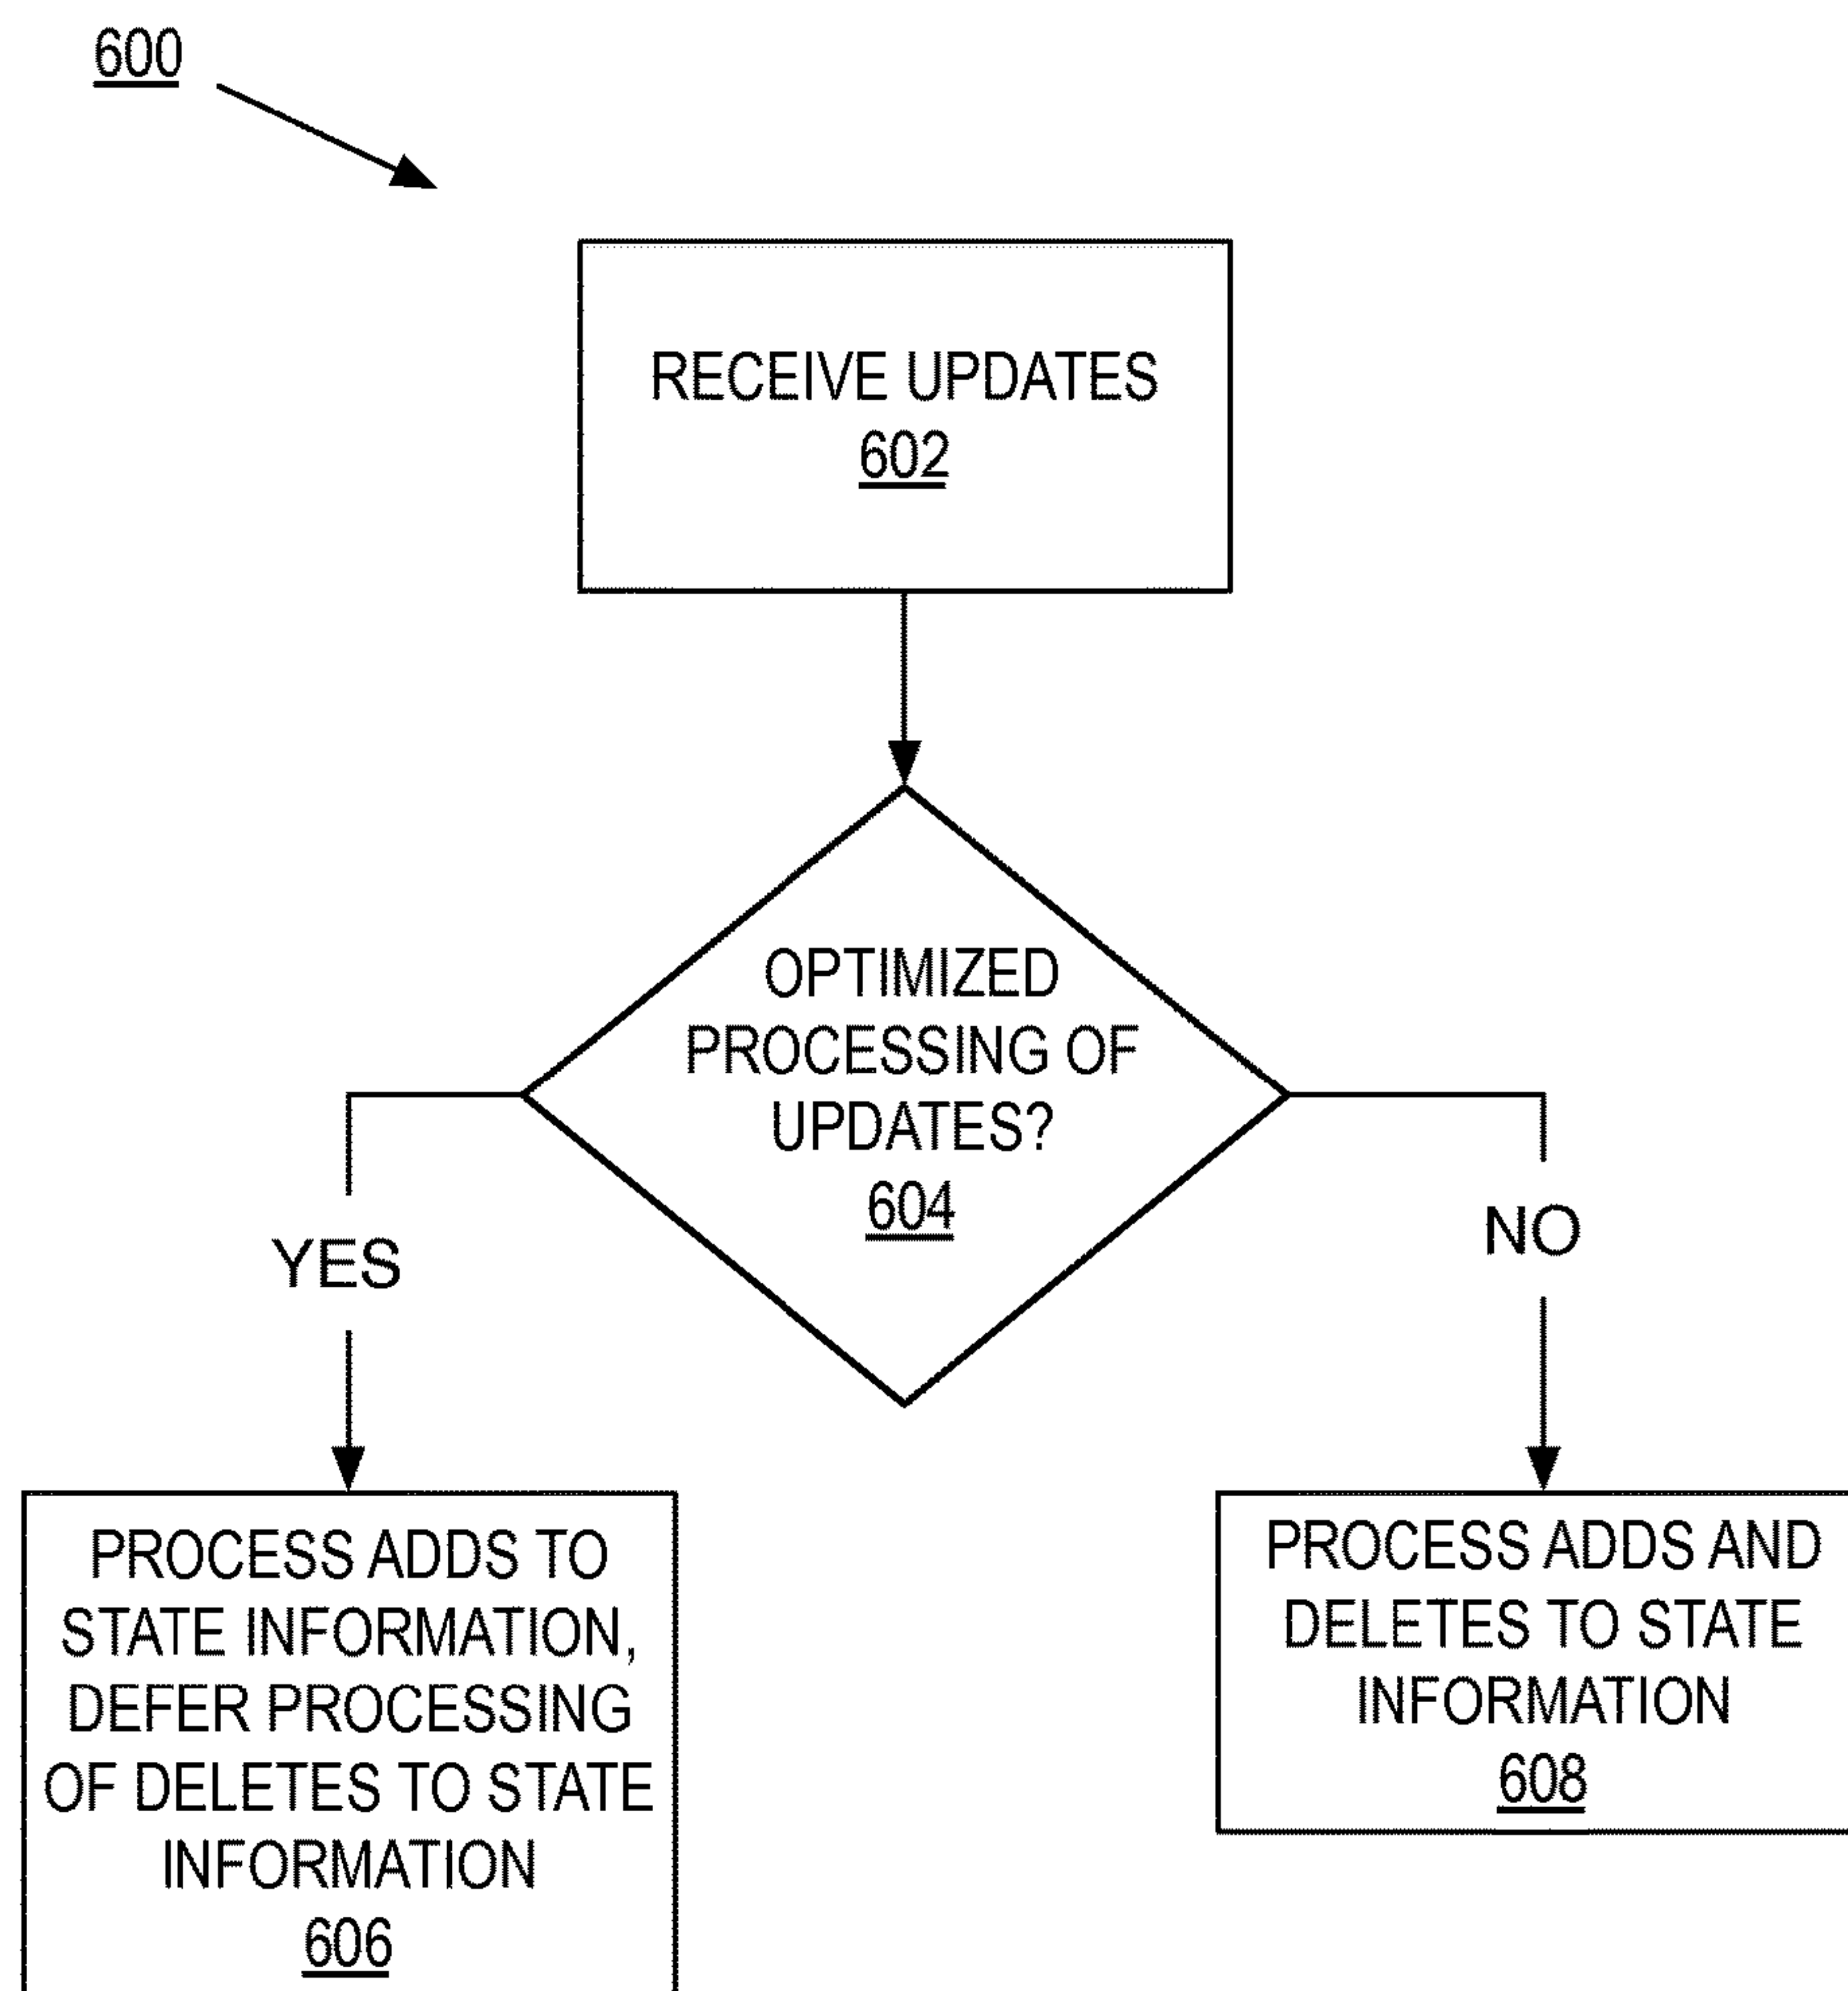 600
RECEIVE UPDATES
602
OPTIMIZED
PROCESSING OF
UPDATES?
604
YES
NO
PROCESS ADDS TO
STATE INFORMATION,
DEFER PROCESSING
OF DELETES TO STATE
INFORMATION
606
PROCESS ADDS AND
DELETES TO STATE
INFORMATION
608